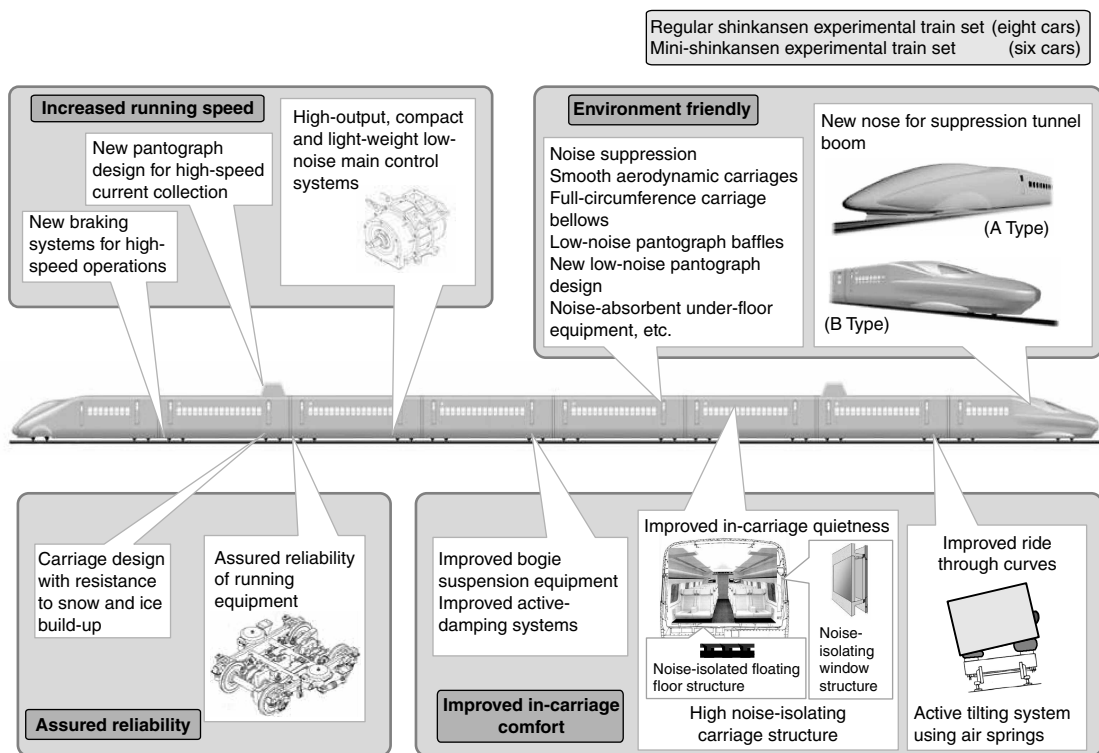 Regular shinkansen experimental train set (eight cars)
Mini-shinkansen experimental train set (six cars)
Increased running speed
New pantograph
design for high-speed
current collection
New braking
systems for high-
speed operations
High-output, compact
and light-weight low-
noise main control
systems
Environment friendly
Noise suppression
Smooth aerodynamic carriages
Full-circumference carriage
bellows
Low-noise pantograph baffles
New low-noise pantograph
design
Noise-absorbent under-floor
equipment, etc.
New nose for suppression tunnel
boom
(A Type)
(B Type)
Carriage design
with resistance
to snow and ice
build-up
Assured reliability
of running
equipment
Assured reliability
Improved bogie
suspension equipment
Improved active-
damping systems
Improved in-carriage
comfort
Improved in-carriage quietness
Noise-isolated floating
floor structure
Noise-
isolating
window
structure
High noise-isolating
carriage structure
Improved ride
through curves
Active tilting system
using air springs